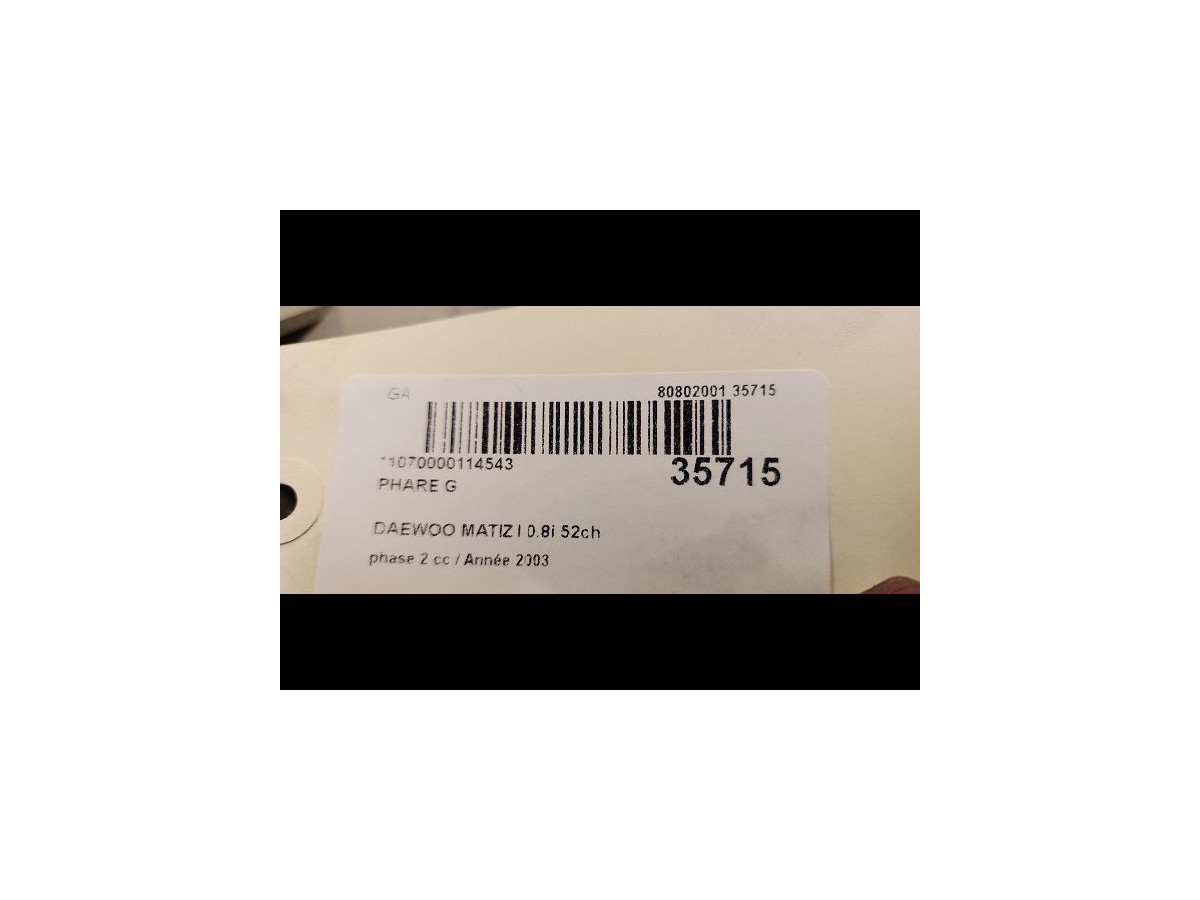 GA 80802001 35715
11070000114543 35715
PHARE G
DAEWOO MATIZ I 0.8i 52ch
phase 2 cc / Année 2003